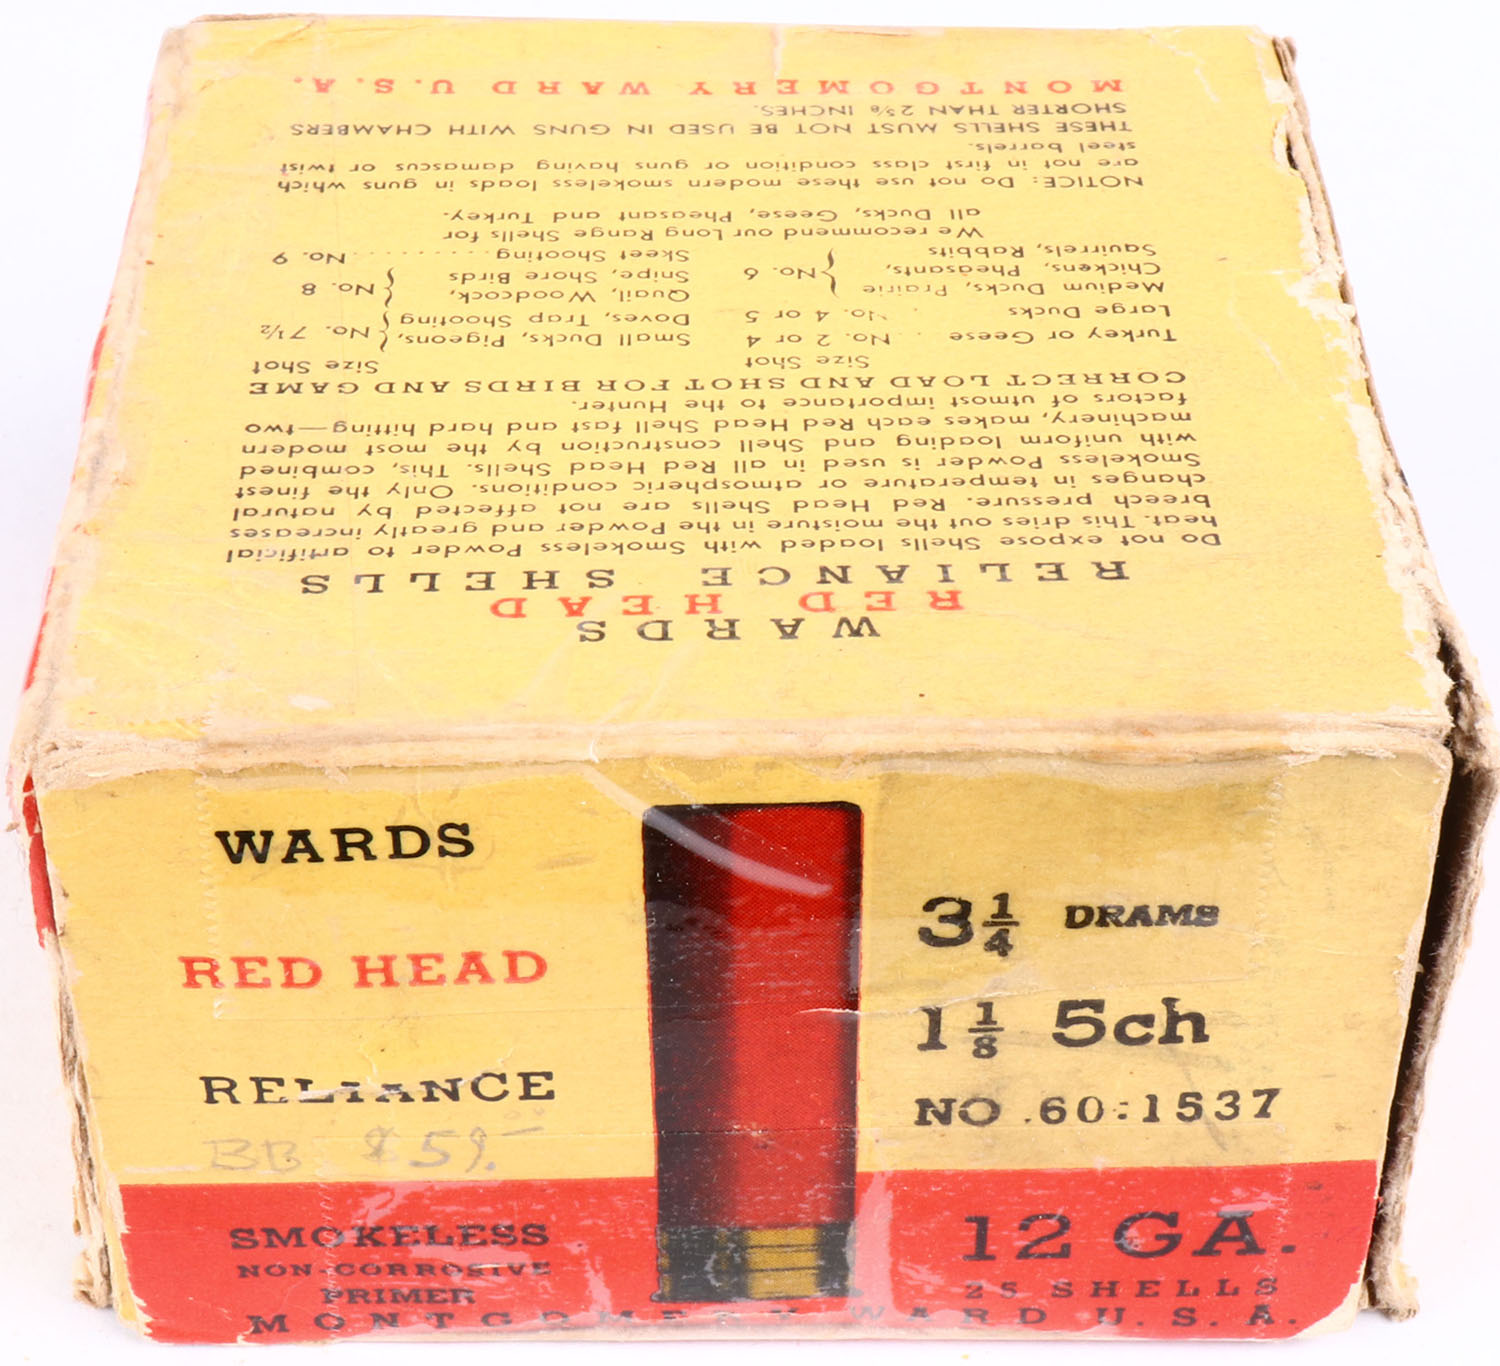 WARDS
RED HEAD
RELIANCE SHELLS
Do not expose Shells loaded with Smokeless Powder to artificial
heat. This dries out the moisture in the Powder and greatly increases
breech pressure. Red Head Shells are not affected by natural
changes in temperature or atmospheric conditions. Only the finest
Smokeless Powder is used in all Red Head Shells. This, combined
with uniform loading and Shell construction by the most modern
machinery, makes each Red Head Shell fast and hard hitting—two
factors of utmost importance to the Hunter.
CORRECT LOAD AND SHOT FOR BIRDS AND GAME
Size Shot
Turkey or Geese . . No. 2 or 4
Large Ducks . No. 4 or 5
Medium Ducks, Prairie
Chickens, Pheasants, } No. 6
Squirrels, Rabbits
Size Shot
Small Ducks, Pigeons,
Doves, Trap Shooting } No. 7½
Quail, Woodcock,
Snipe, Shore Birds } No. 8
Skeet Shooting . . . . . . . . . No. 9
We recommend our Long Range Shells for
all Ducks, Geese, Pheasant and Turkey.
NOTICE: Do not use these modern smokeless loads in guns which
are not in first class condition or guns having damascus or twist
steel barrels.
THESE SHELLS MUST NOT BE USED IN GUNS WITH CHAMBERS
SHORTER THAN 2⅝ INCHES.
MONTGOMERY WARD U.S.A.
WARDS
RED HEAD
RELIANCE
BB $59.—
3¼ DRAMS
1⅛ 5ch
NO .60:1537
SMOKELESS
NON-CORROSIVE
PRIMER
12 GA.
25 SHELLS
MONTGOMERY WARD U.S.A.